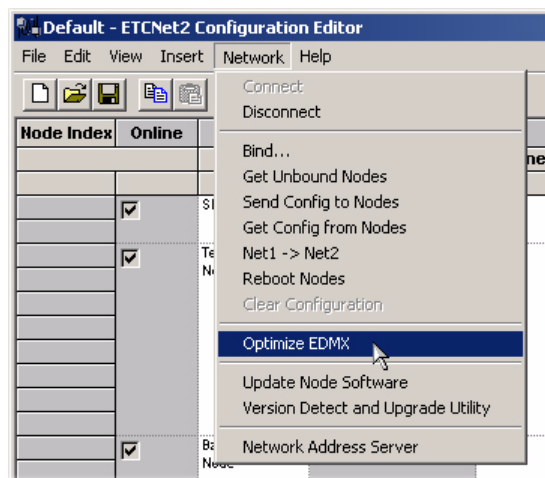 Default - ETCNet2 Configuration Editor
File Edit View Insert Network Help
Connect
Disconnect
Node Index Online
Bind...
Get Unbound Nodes
Send Config to Nodes
Get Config from Nodes
Net1 -> Net2
Reboot Nodes
Clear Configuration
Optimize EDMX
Update Node Software
Version Detect and Upgrade Utility
Network Address Server